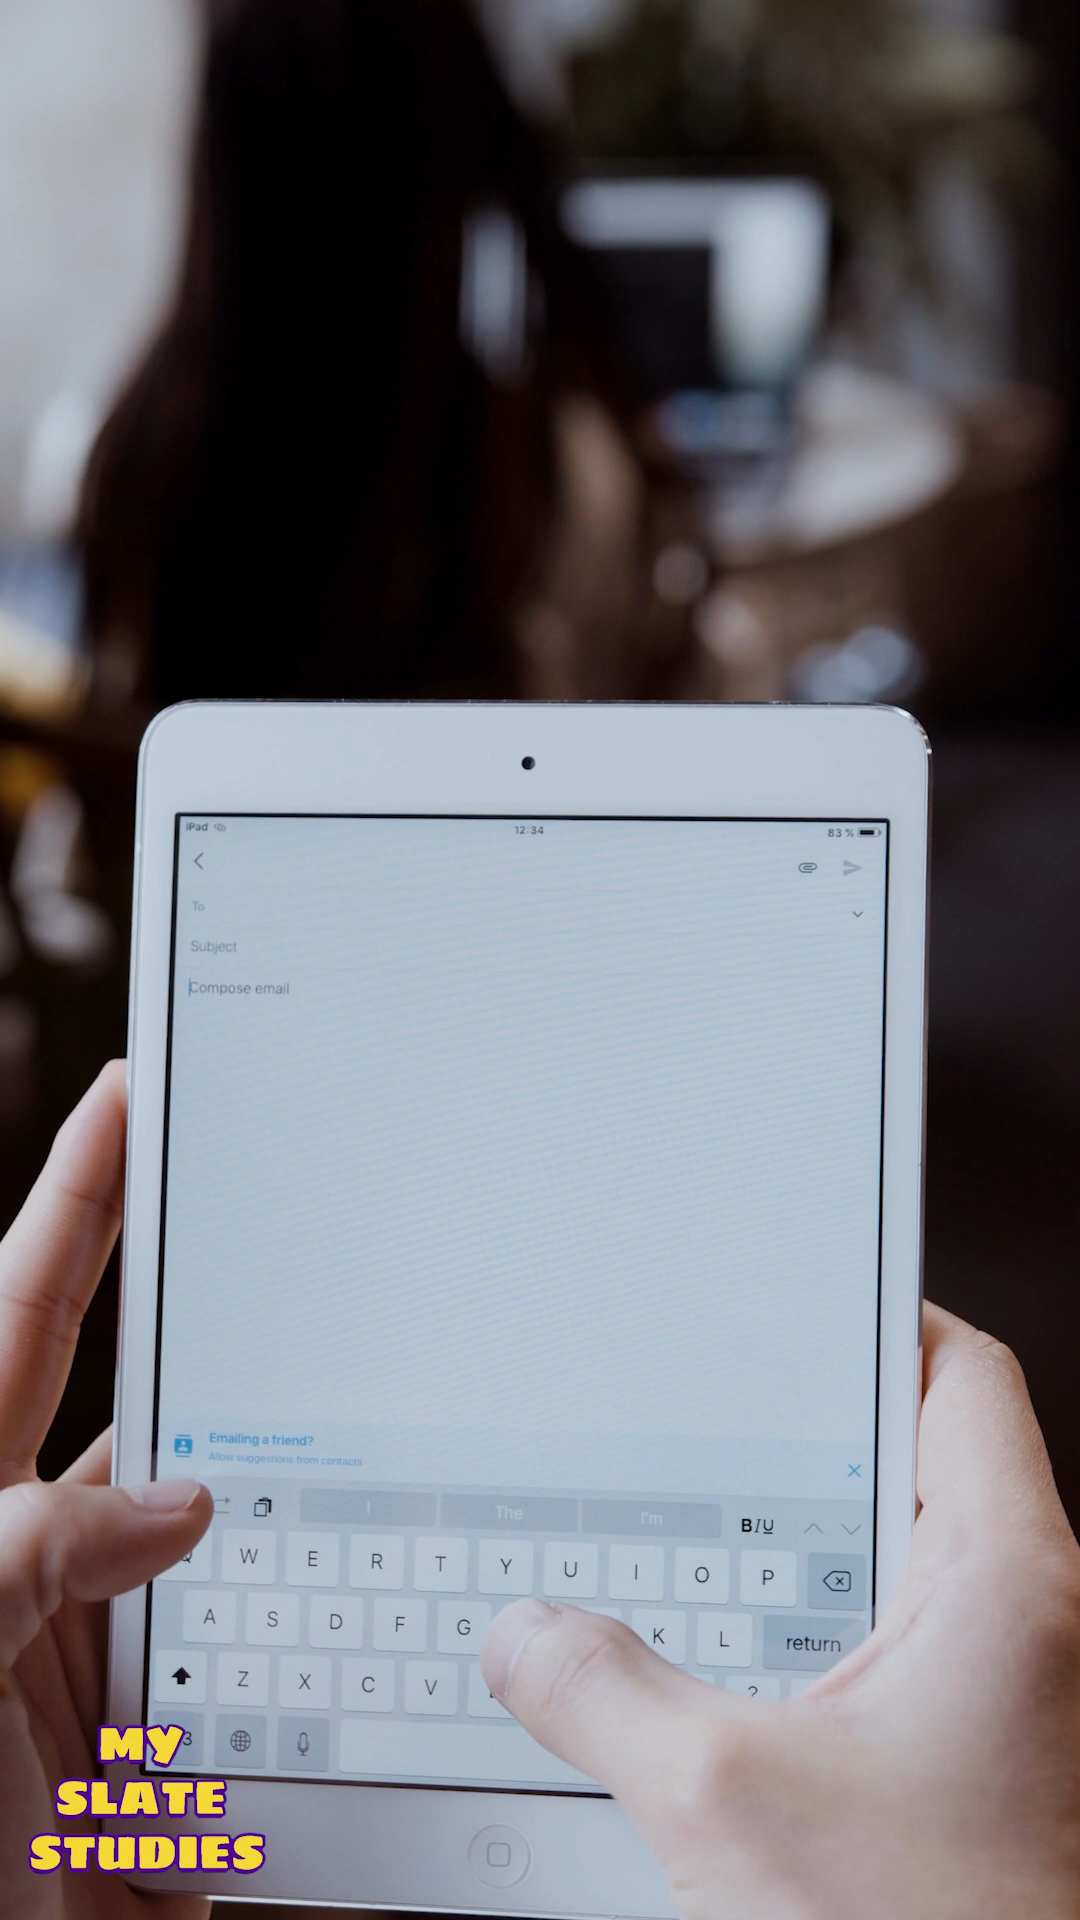 iPad 12:34 83 %
To
Subject
Compose email
Emailing a friend?
Allow suggestions from contacts
I The I'm BIU
Q W E R T Y U I O P
A S D F G K L return
Z X C V ?
MY
SLATE
STUDIES